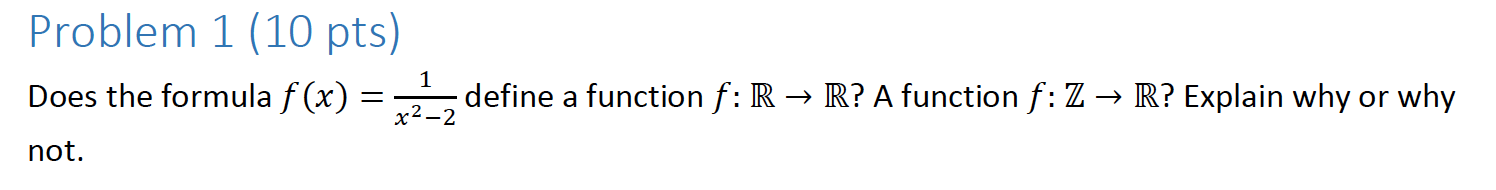 Problem 1 (10 pts)
Does the formula f(x) = 1/(x²−2) define a function f: ℝ → ℝ? A function f: ℤ → ℝ? Explain why or why
not.